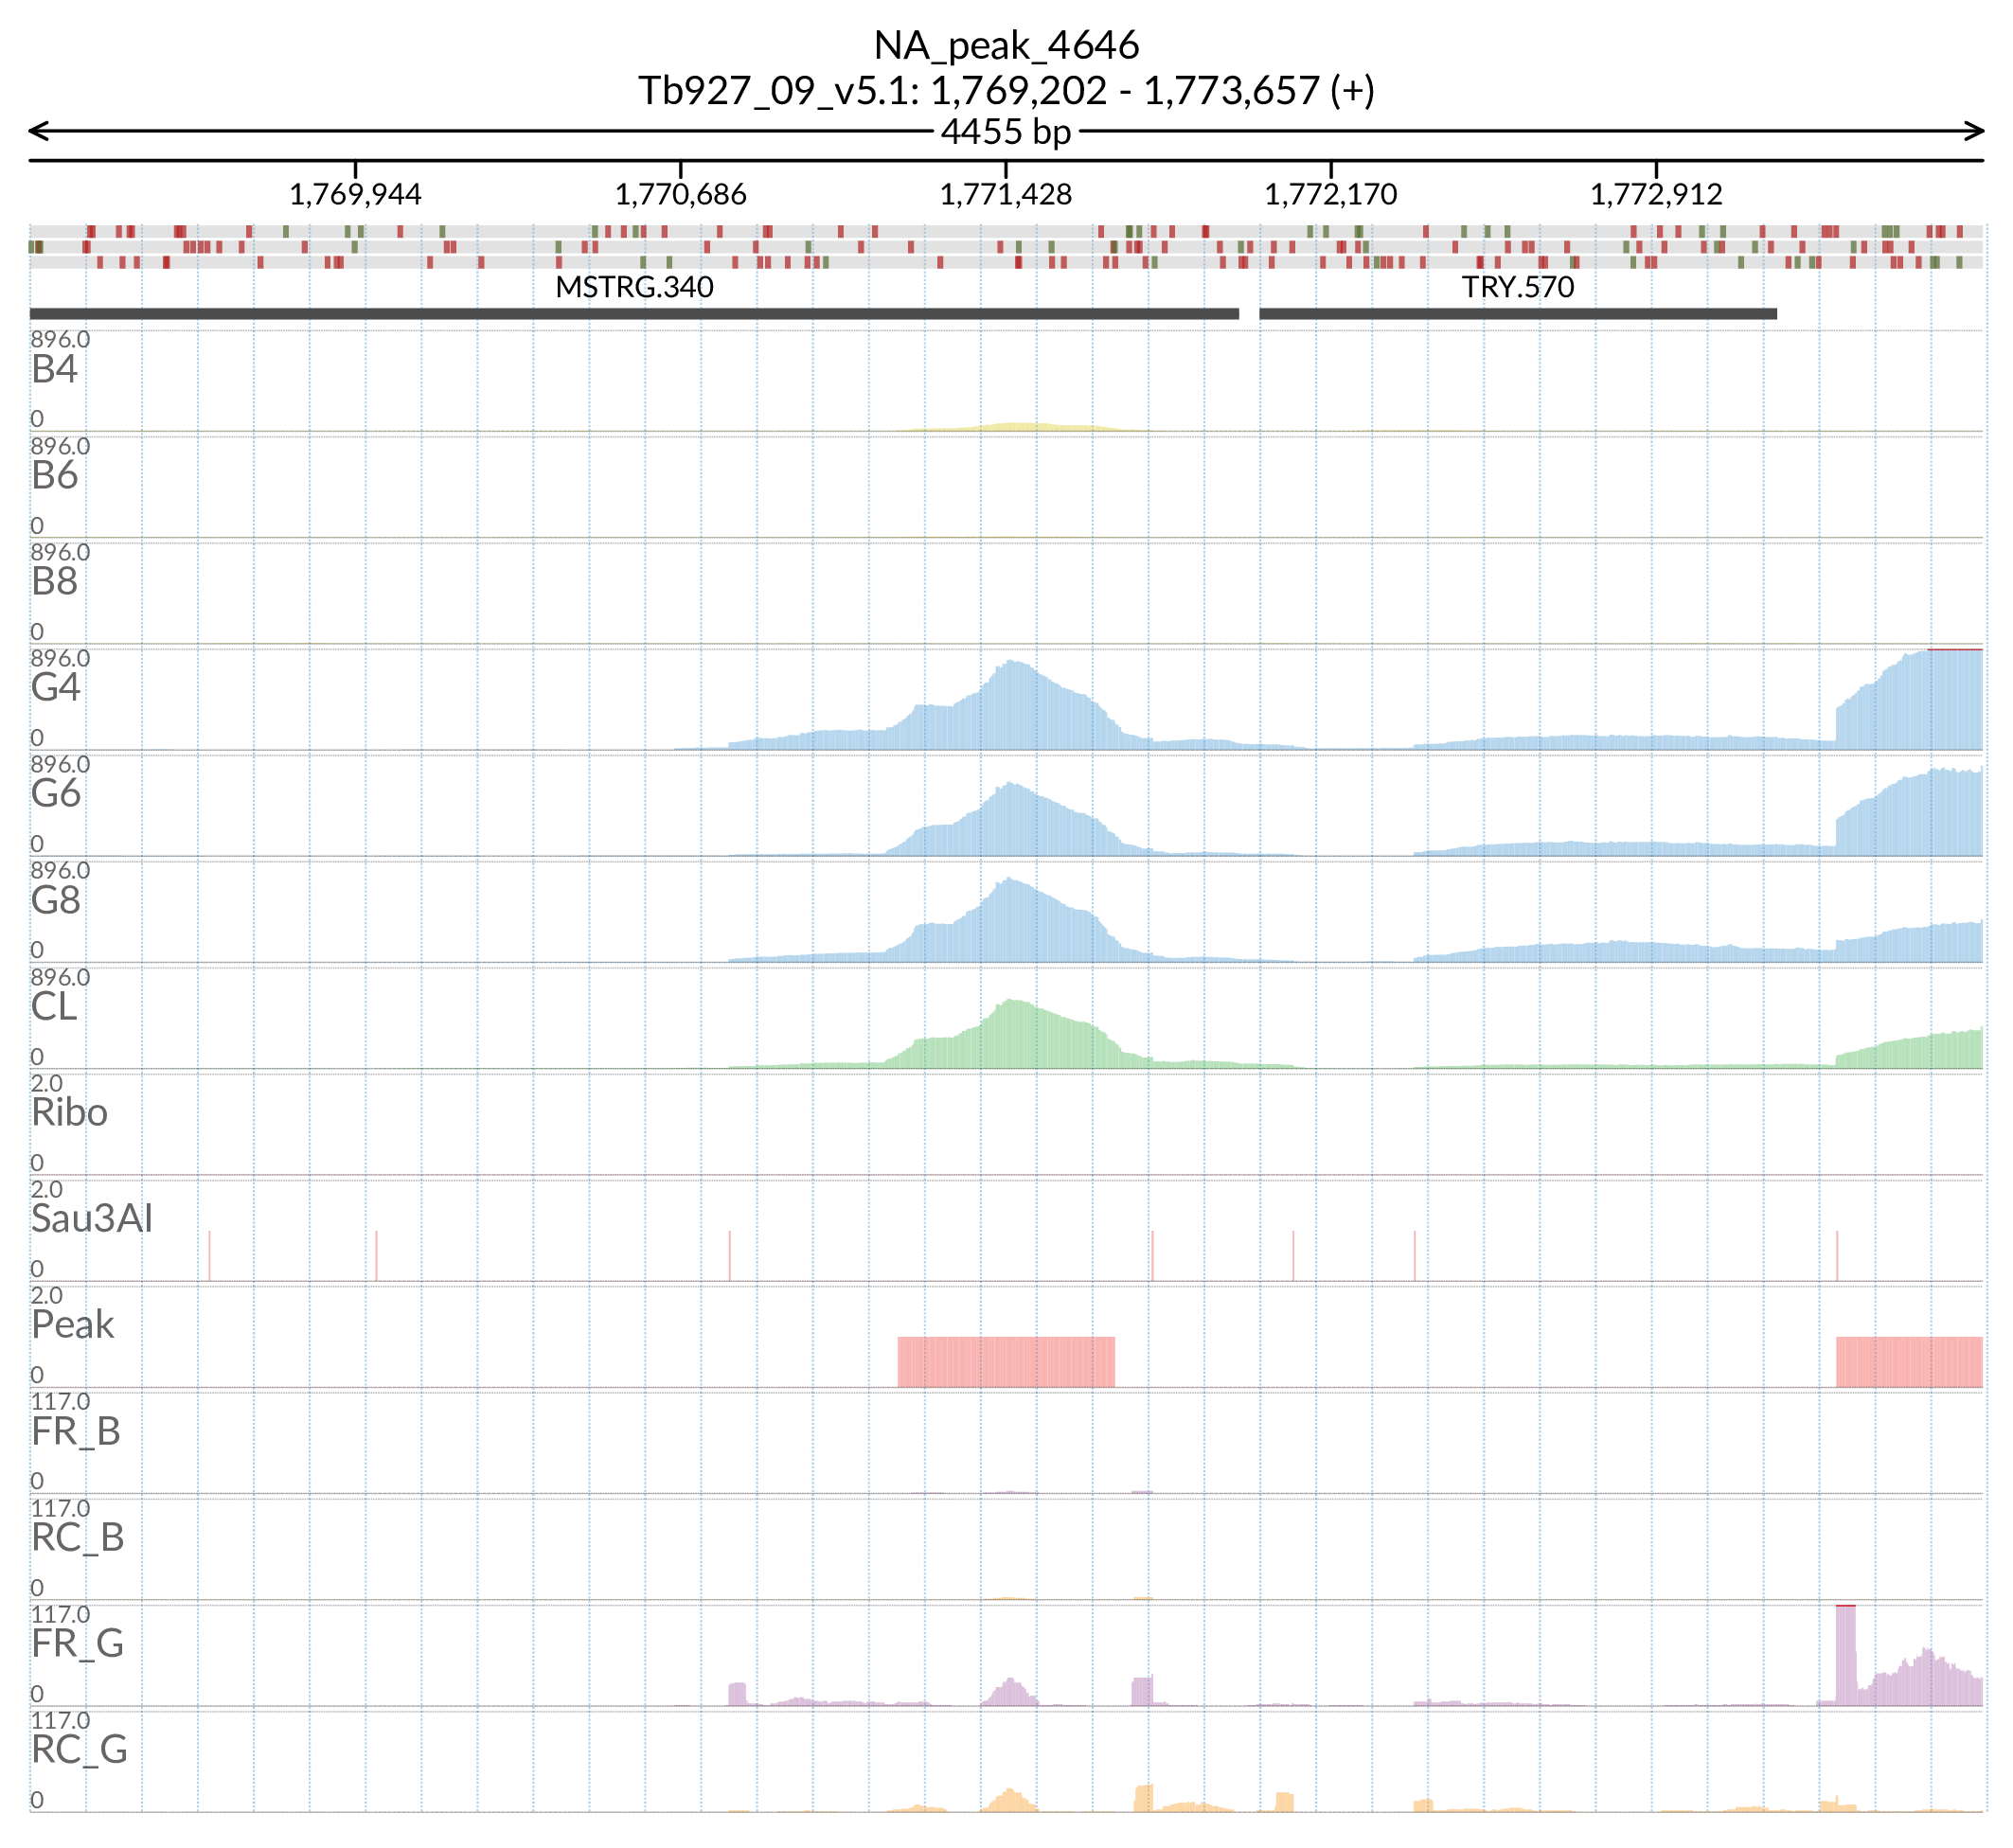 NA_peak_4646
Tb927_09_v5.1: 1,769,202 - 1,773,657 (+)
4455 bp
1,769,944 1,770,686 1,771,428 1,772,170 1,772,912
MSTRG.340 TRY.570
896.0
B4
0
896.0
B6
0
896.0
B8
0
896.0
G4
0
896.0
G6
0
896.0
G8
0
896.0
CL
0
2.0
Ribo
0
2.0
Sau3AI
0
2.0
Peak
0
117.0
FR_B
0
117.0
RC_B
0
117.0
FR_G
0
117.0
RC_G
0